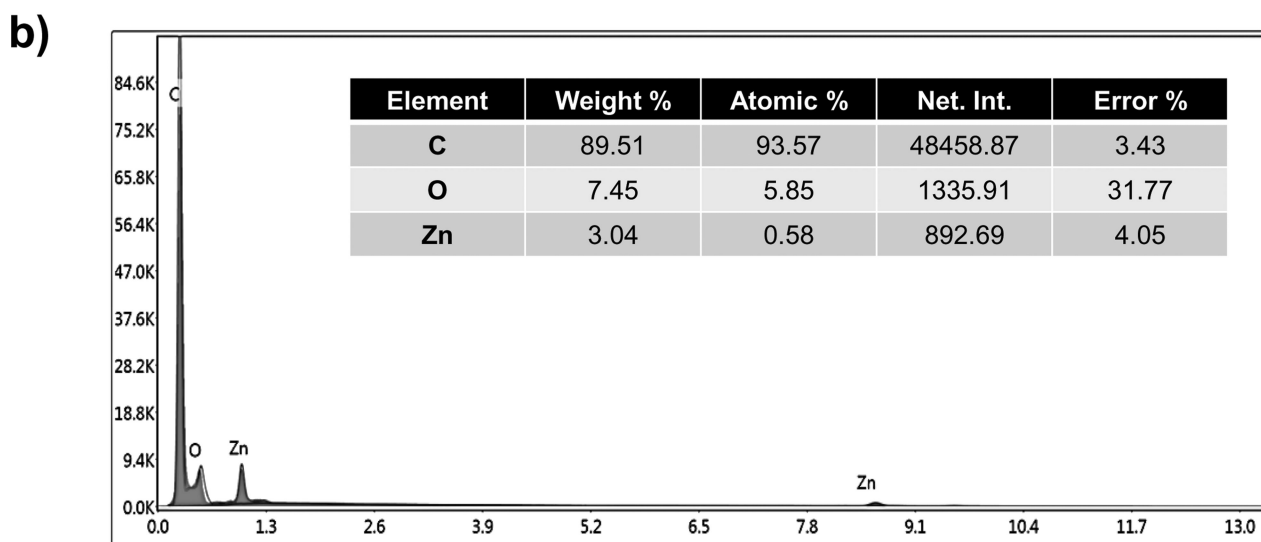 b)
84.6K
75.2K
65.8K
56.4K
47.0K
37.6K
28.2K
18.8K
9.4K
0.0K
C
O
Zn
Zn
Element Weight % Atomic % Net. Int. Error %
C 89.51 93.57 48458.87 3.43
O 7.45 5.85 1335.91 31.77
Zn 3.04 0.58 892.69 4.05
0.0 1.3 2.6 3.9 5.2 6.5 7.8 9.1 10.4 11.7 13.0